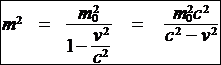 m² = m₀² / (1 − v²/c²) = m₀²c² / (c² − v²)